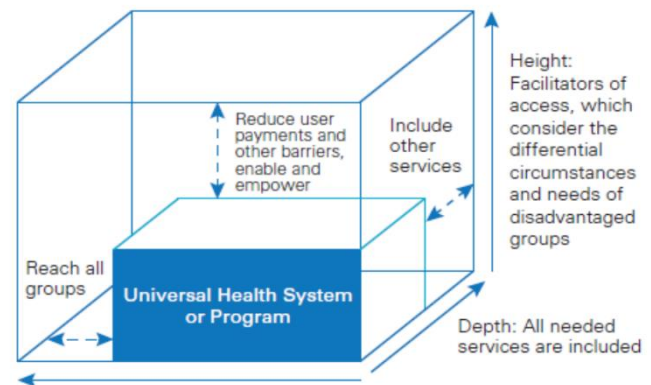 Reduce user
payments and
other barriers,
enable and
empower
Include
other
services
Height:
Facilitators of
access, which
consider the
differential
circumstances
and needs of
disadvantaged
groups
Reach all
groups
Universal Health System
or Program
Depth: All needed
services are included